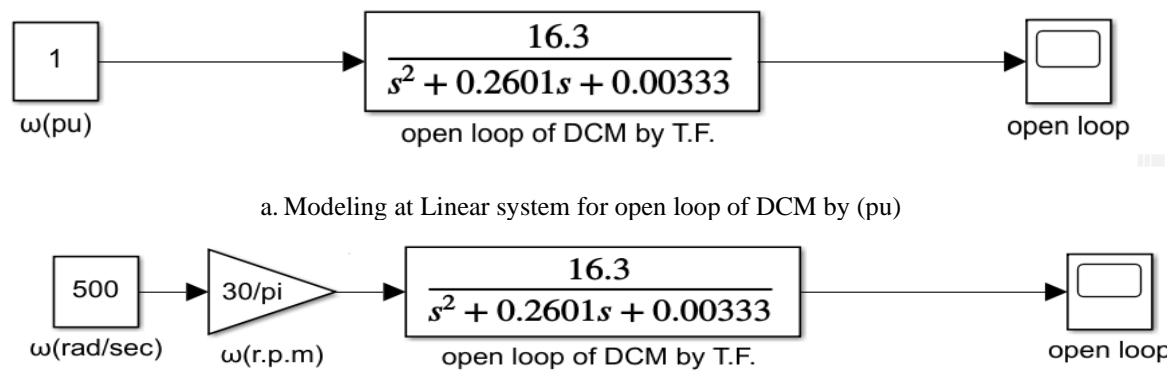 16.3
1
s² + 0.2601s + 0.00333
ω(pu)
open loop of DCM by T.F.
open loop
a. Modeling at Linear system for open loop of DCM by (pu)
16.3
500
30/pi
s² + 0.2601s + 0.00333
ω(rad/sec)
ω(r.p.m)
open loop of DCM by T.F.
open loop